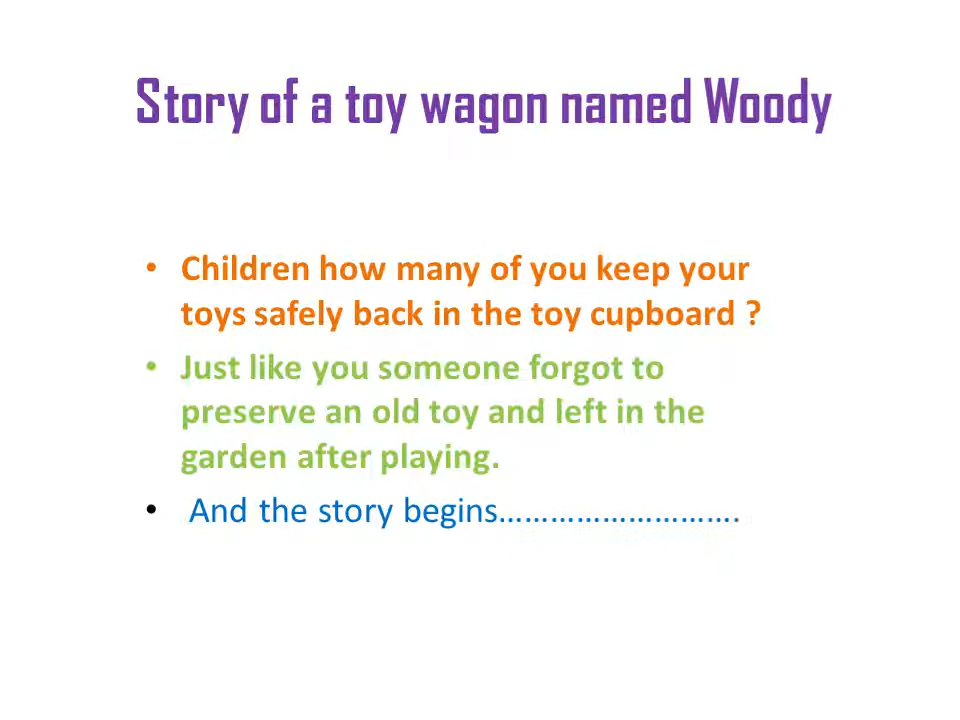 Story of a toy wagon named Woody
• Children how many of you keep your
toys safely back in the toy cupboard ?
• Just like you someone forgot to
preserve an old toy and left in the
garden after playing.
• And the story begins……………………….